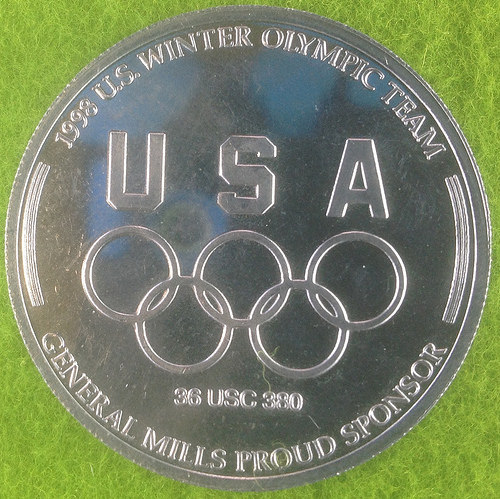 1998 U.S. WINTER OLYMPIC TEAM
USA
36 USC 380
GENERAL MILLS PROUD SPONSOR